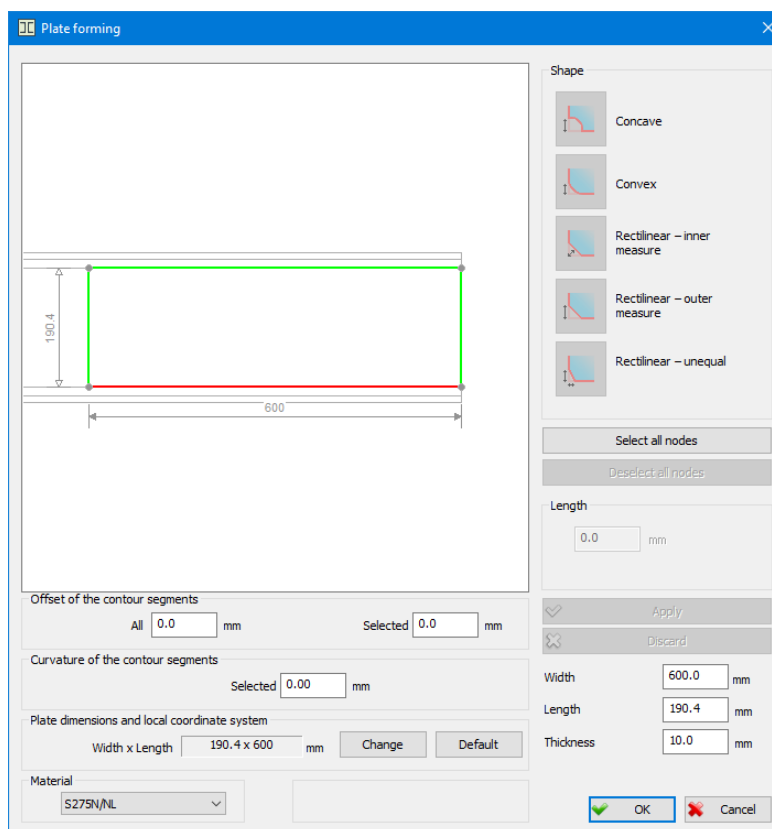 Plate forming
Shape
Concave
Convex
Rectilinear – inner
measure
Rectilinear – outer
measure
Rectilinear – unequal
190.4
600
Select all nodes
Deselect all nodes
Length
0.0 mm
Offset of the contour segments
All 0.0 mm Selected 0.0 mm
Apply
Discard
Curvature of the contour segments
Selected 0.00 mm
Width 600.0 mm
Length 190.4 mm
Thickness 10.0 mm
Plate dimensions and local coordinate system
Width x Length 190.4 x 600 mm Change Default
Material
S275N/NL
OK Cancel